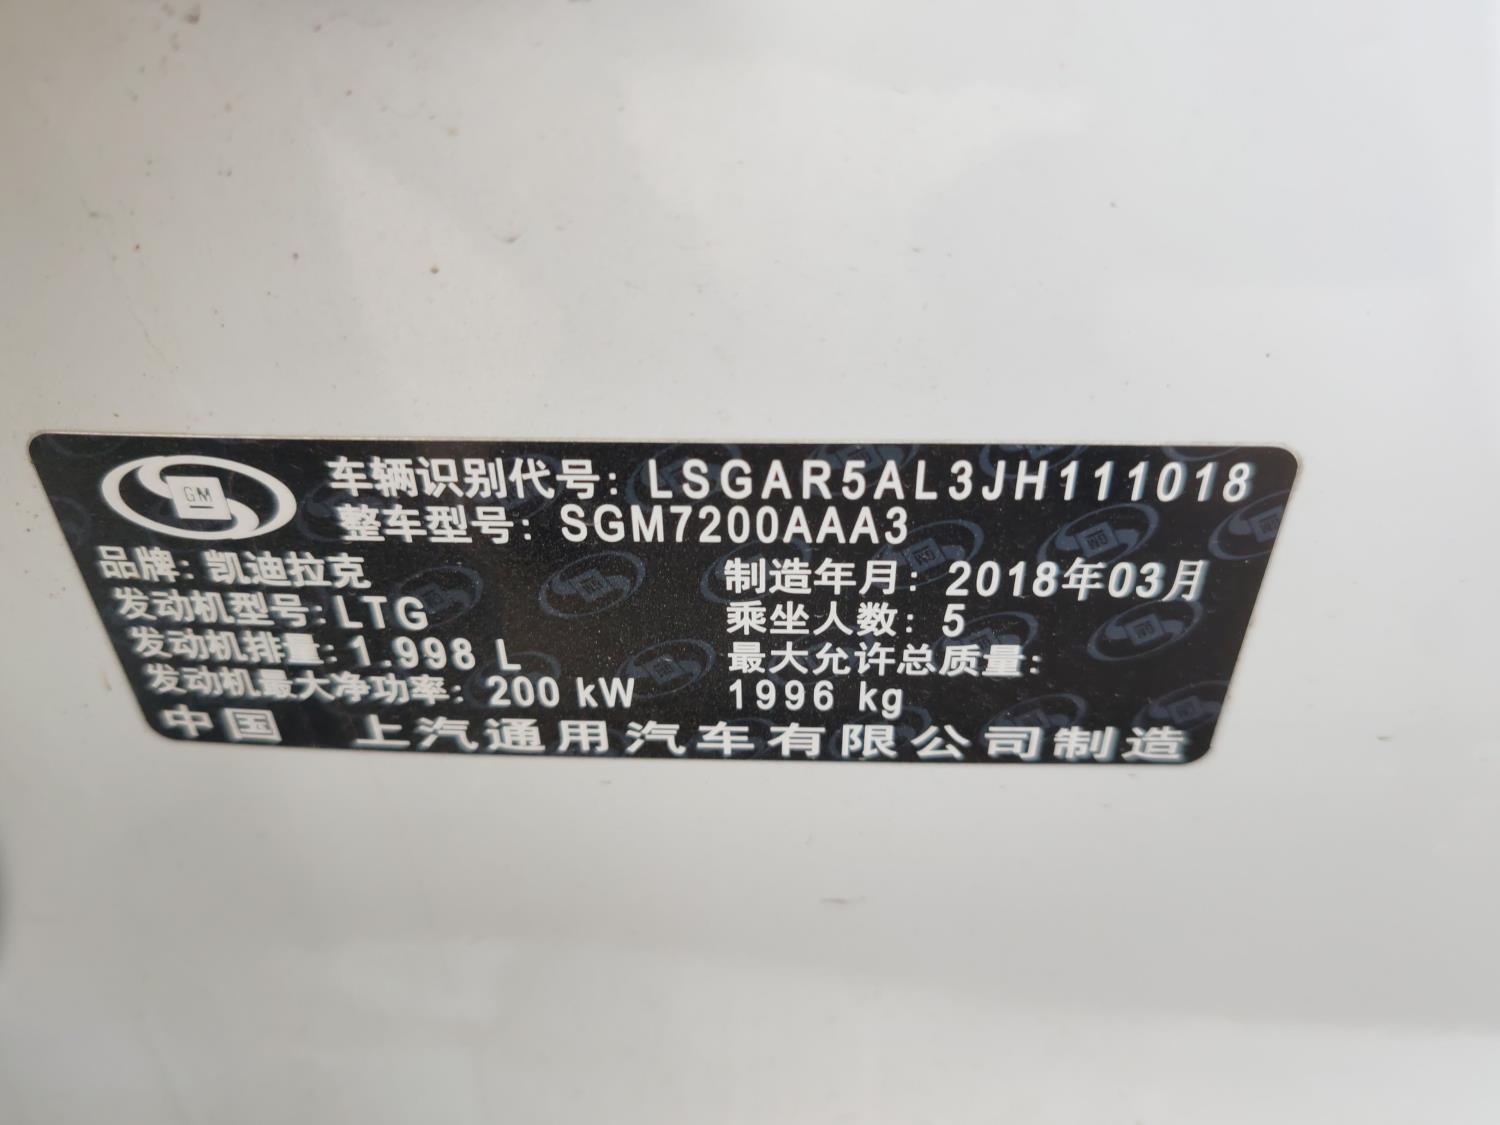 GM
车辆识别代号: LSGAR5AL3JH111018
整车型号: SGM7200AAA3
品牌: 凯迪拉克
制造年月: 2018年03月
发动机型号: LTG
乘坐人数: 5
发动机排量: 1.998 L
最大允许总质量:
1996 kg
发动机最大净功率: 200 kW
中国 上汽通用汽车有限公司制造